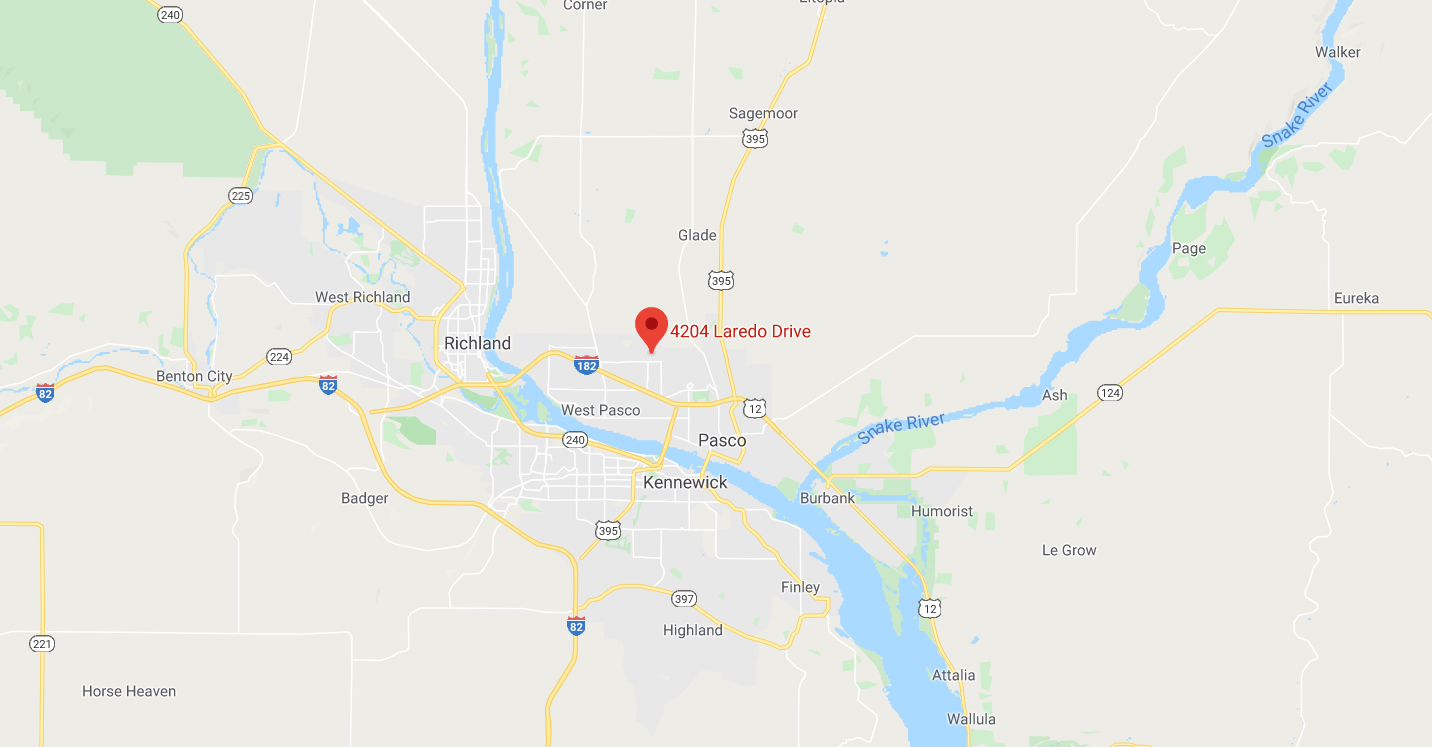 240
Corner
Eltopia
Walker
Snake River
Sagemoor
395
225
Glade
Page
395
West Richland
Eureka
4204 Laredo Drive
Richland
224
182
Benton City
82
82
124
Ash
West Pasco
12
Snake River
240
Pasco
Kennewick
Badger
Burbank
Humorist
395
Le Grow
Finley
397
12
82
Highland
221
Attalia
Horse Heaven
Wallula